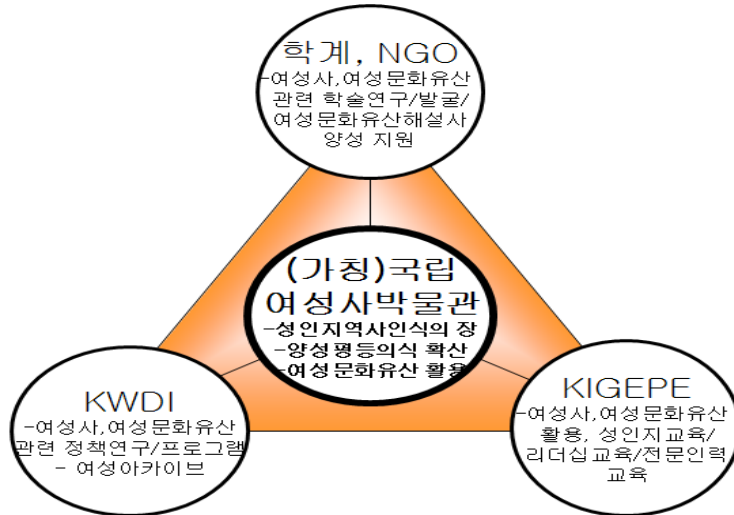 학계, NGO
-여성사,여성문화유산
관련 학술연구/발굴/
여성문화유산해설사
양성 지원
(가칭)국립
여성사박물관
-성인지역사인식의 장
-양성평등의식 확산
-여성문화유산 활용
KWDI
-여성사,여성문화유산
관련 정책연구/프로그램
- 여성아카이브
KIGEPE
-여성사,여성문화유산
활용, 성인지교육/
리더십교육/전문인력
교육